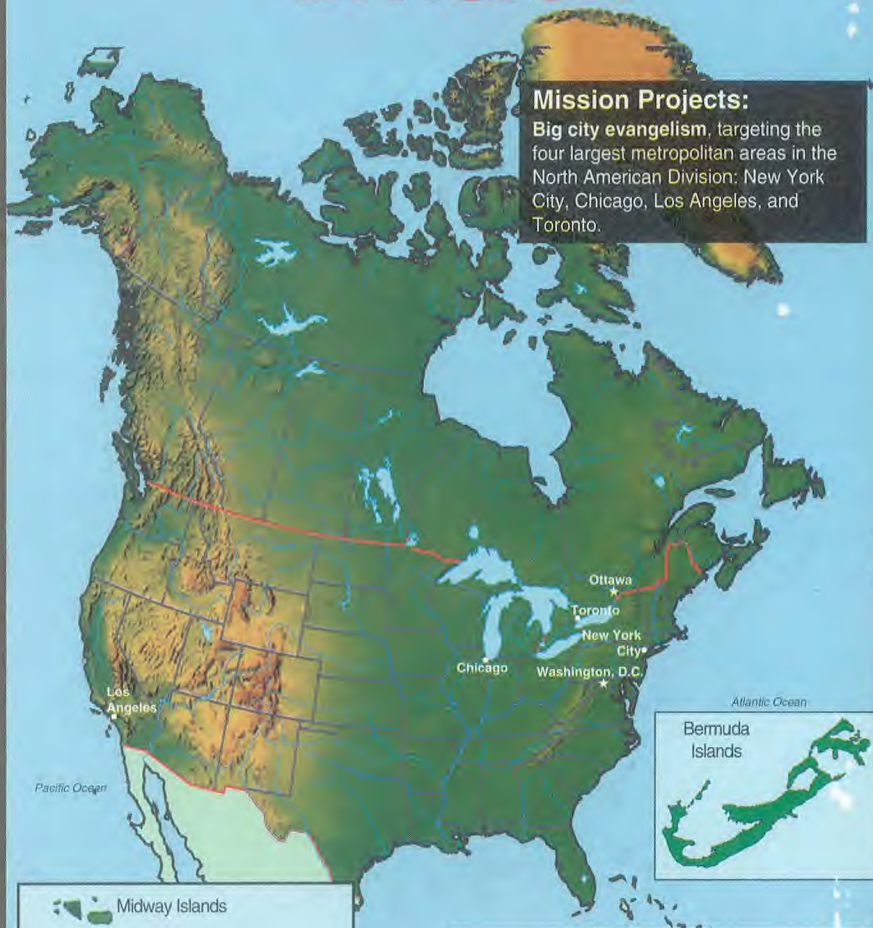 Mission Projects:
Big city evangelism, targeting the
four largest metropolitan areas in the
North American Division: New York
City, Chicago, Los Angeles, and
Toronto.
Ottawa
Toronto
New York
City
Chicago
Washington, D.C.
Los
Angeles
Atlantic Ocean
Bermuda
Islands
Pacific Ocean
Midway Islands